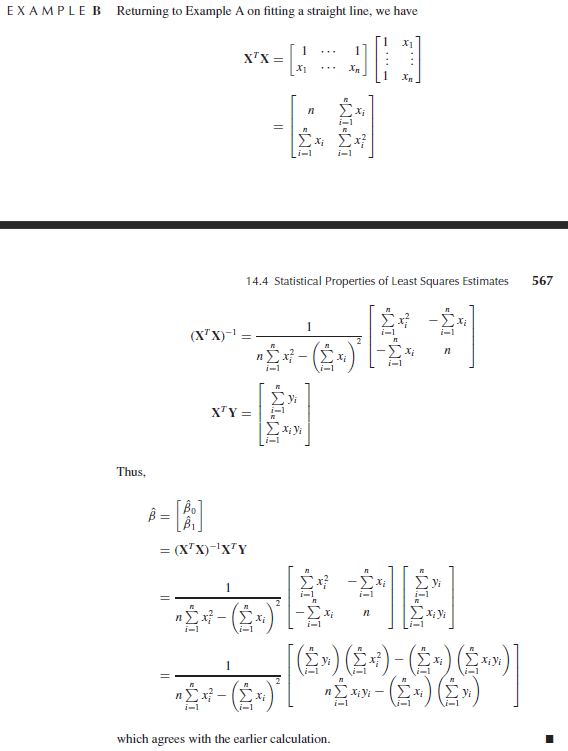 EXAMPLE B Returning to Example A on fitting a straight line, we have
$$\mathbf{X}^T\mathbf{X} = \begin{bmatrix} 1 & \cdots & 1 \\ x_1 & \cdots & x_n \end{bmatrix} \begin{bmatrix} 1 & x_1 \\ \vdots & \vdots \\ 1 & x_n \end{bmatrix}$$
$$= \begin{bmatrix} n & \sum_{i=1}^n x_i \\ \sum_{i=1}^n x_i & \sum_{i=1}^n x_i^2 \end{bmatrix}$$
14.4 Statistical Properties of Least Squares Estimates 567
$$(\mathbf{X}^T\mathbf{X})^{-1} = \frac{1}{n\sum_{i=1}^n x_i^2 - \left(\sum_{i=1}^n x_i\right)^2} \begin{bmatrix} \sum_{i=1}^n x_i^2 & -\sum_{i=1}^n x_i \\ -\sum_{i=1}^n x_i & n \end{bmatrix}$$
$$\mathbf{X}^T\mathbf{Y} = \begin{bmatrix} \sum_{i=1}^n y_i \\ \sum_{i=1}^n x_i y_i \end{bmatrix}$$
Thus,
$$\hat{\beta} = \begin{bmatrix} \hat{\beta}_0 \\ \hat{\beta}_1 \end{bmatrix}$$
$$= (\mathbf{X}^T\mathbf{X})^{-1}\mathbf{X}^T\mathbf{Y}$$
$$= \frac{1}{n\sum_{i=1}^n x_i^2 - \left(\sum_{i=1}^n x_i\right)^2} \begin{bmatrix} \sum_{i=1}^n x_i^2 & -\sum_{i=1}^n x_i \\ -\sum_{i=1}^n x_i & n \end{bmatrix} \begin{bmatrix} \sum_{i=1}^n y_i \\ \sum_{i=1}^n x_i y_i \end{bmatrix}$$
$$= \frac{1}{n\sum_{i=1}^n x_i^2 - \left(\sum_{i=1}^n x_i\right)^2} \begin{bmatrix} \left(\sum_{i=1}^n y_i\right)\left(\sum_{i=1}^n x_i^2\right) - \left(\sum_{i=1}^n x_i\right)\left(\sum_{i=1}^n x_i y_i\right) \\ n\sum_{i=1}^n x_i y_i - \left(\sum_{i=1}^n x_i\right)\left(\sum_{i=1}^n y_i\right) \end{bmatrix}$$
which agrees with the earlier calculation. ■